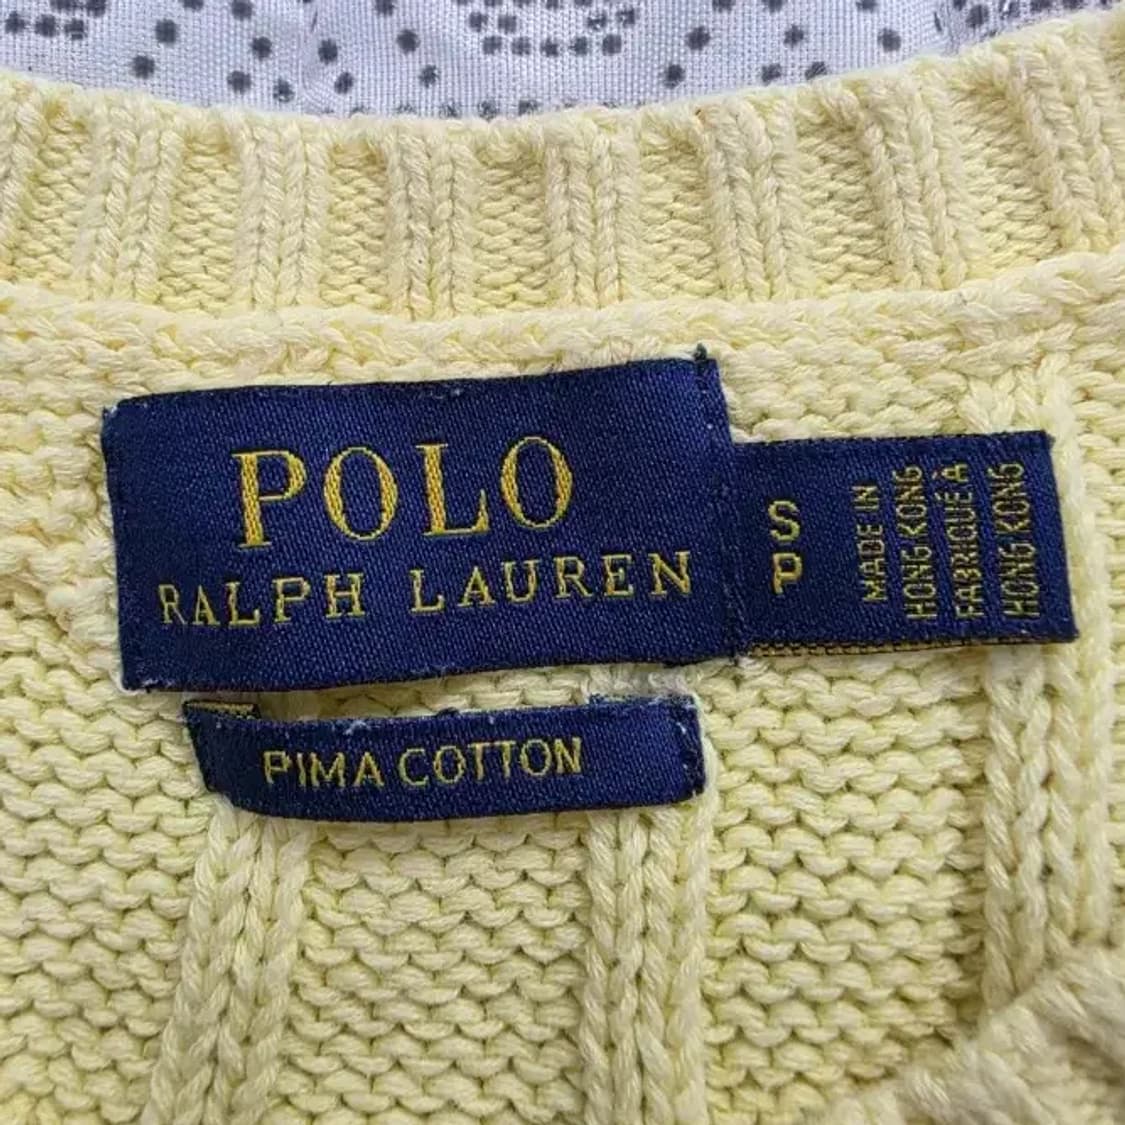 POLO
RALPH LAUREN
S
P
MADE IN
HONG KONG
FABRIQUÉ À
HONG KONG
PIMA COTTON